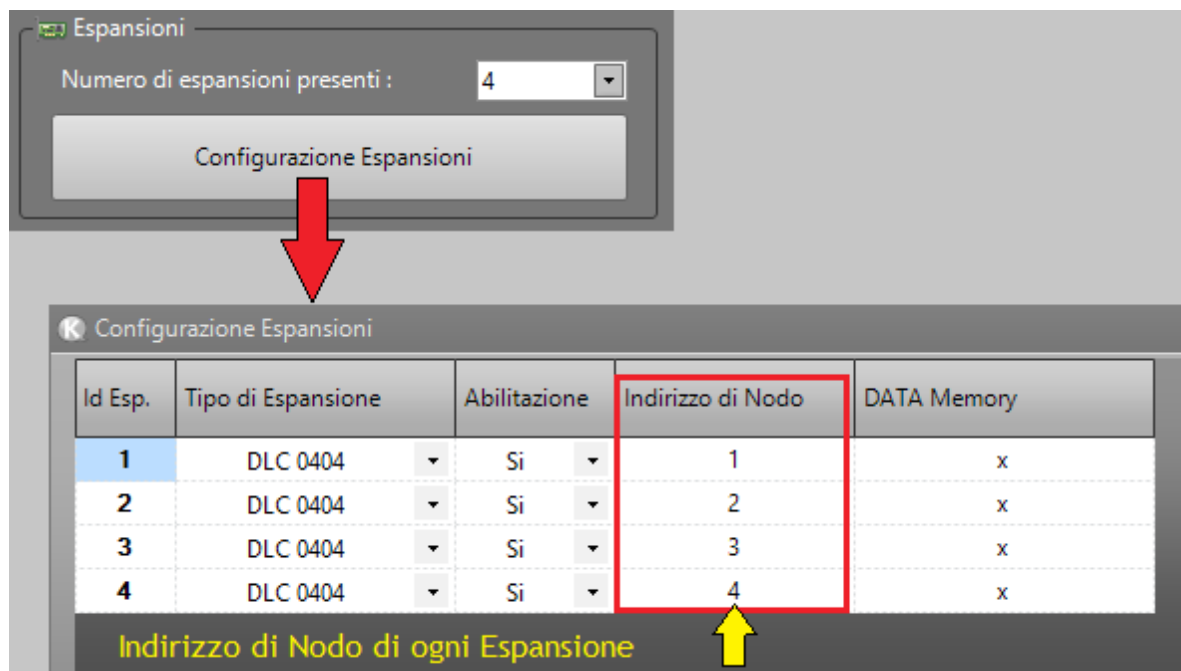 Espansioni
Numero di espansioni presenti : 4
Configurazione Espansioni
K Configurazione Espansioni
Id Esp. Tipo di Espansione Abilitazione Indirizzo di Nodo DATA Memory
1 DLC 0404 Si 1 x
2 DLC 0404 Si 2 x
3 DLC 0404 Si 3 x
4 DLC 0404 Si 4 x
Indirizzo di Nodo di ogni Espansione